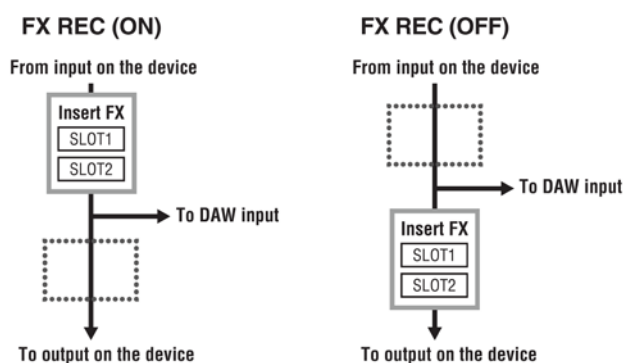 FX REC (ON)
From input on the device
Insert FX
SLOT1
SLOT2
To DAW input
To output on the device
FX REC (OFF)
From input on the device
To DAW input
Insert FX
SLOT1
SLOT2
To output on the device